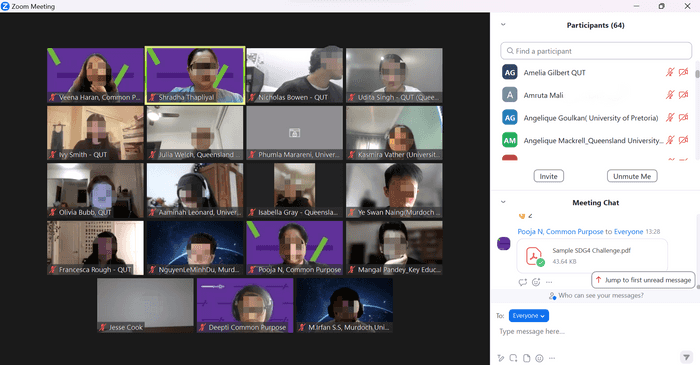 Zoom Meeting
Veena Haran, Common P...
Shradha Thapliyal
Nicholas Bowen - QUT
Udita Singh - QUT (Quee...
Ivy Smith - QUT
Julia Welch, Queensland ...
Phumla Marareni, Univer...
Kasmira Vather (Universit...
Olivia Bubb, QUT
Aaminah Leonard, Univer...
Isabella Gray - Queensla...
Ye Swan Naing(Murdoch ...
Francesca Rough - QUT
NguyenLeMinhDu, Murd...
Pooja N, Common Purpose
Mangal Pandey_Key Educ...
Jesse Cook
Deepti Common Purpose
M.Irfan S.S, Murdoch Uni...
Participants (64)
Find a participant
AG Amelia Gilbert QUT
A Amruta Mali
AG Angelique Goulkan( University of Pretoria)
AM Angelique Mackrell_Queensland University...
Invite
Unmute Me
Meeting Chat
2
Pooja N, Common Purpose to Everyone 13:28
Sample SDG4 Challenge.pdf
43.64 KB
Jump to first unread message
Who can see your messages?
To: Everyone
Type message here...